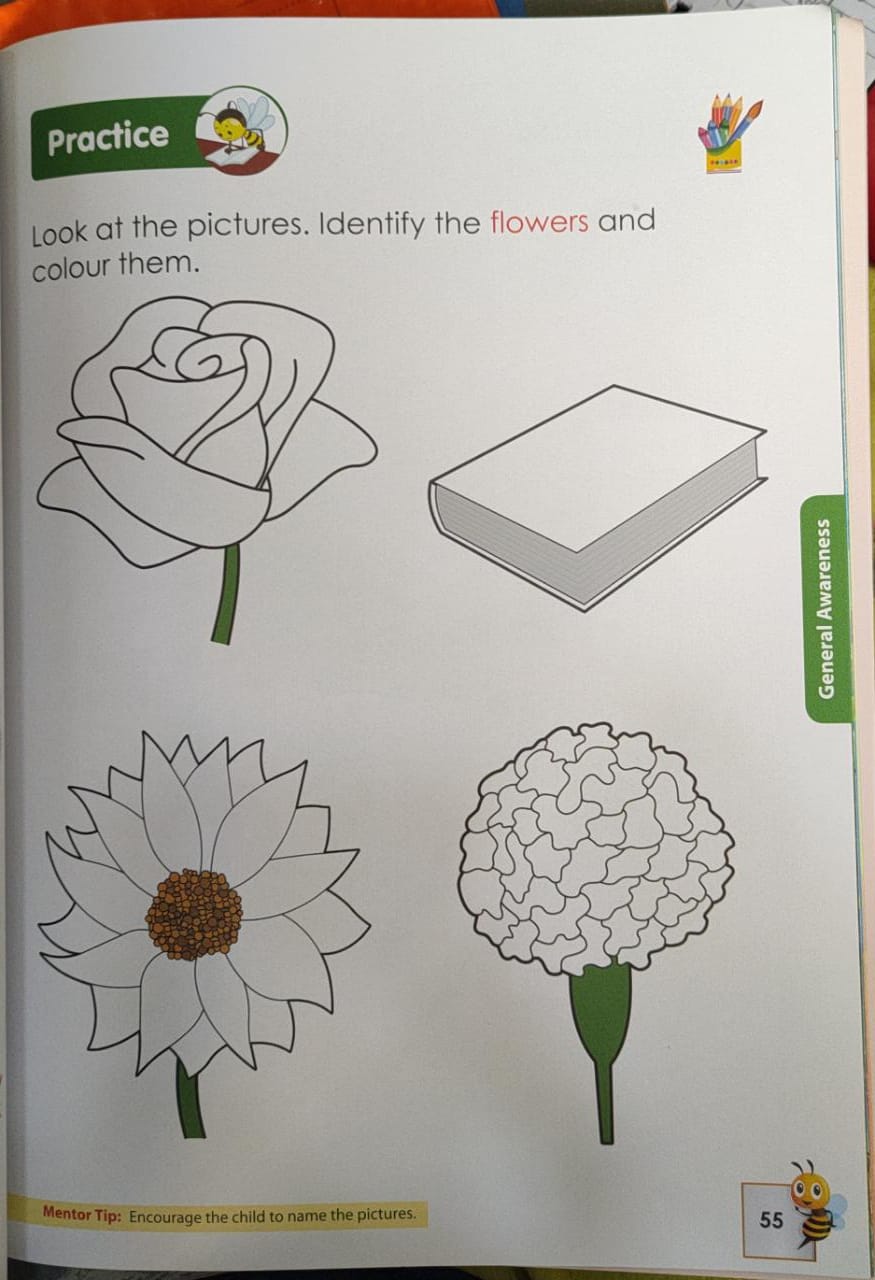 Practice
Look at the pictures. Identify the flowers and
colour them.
General Awareness
Mentor Tip: Encourage the child to name the pictures.
55